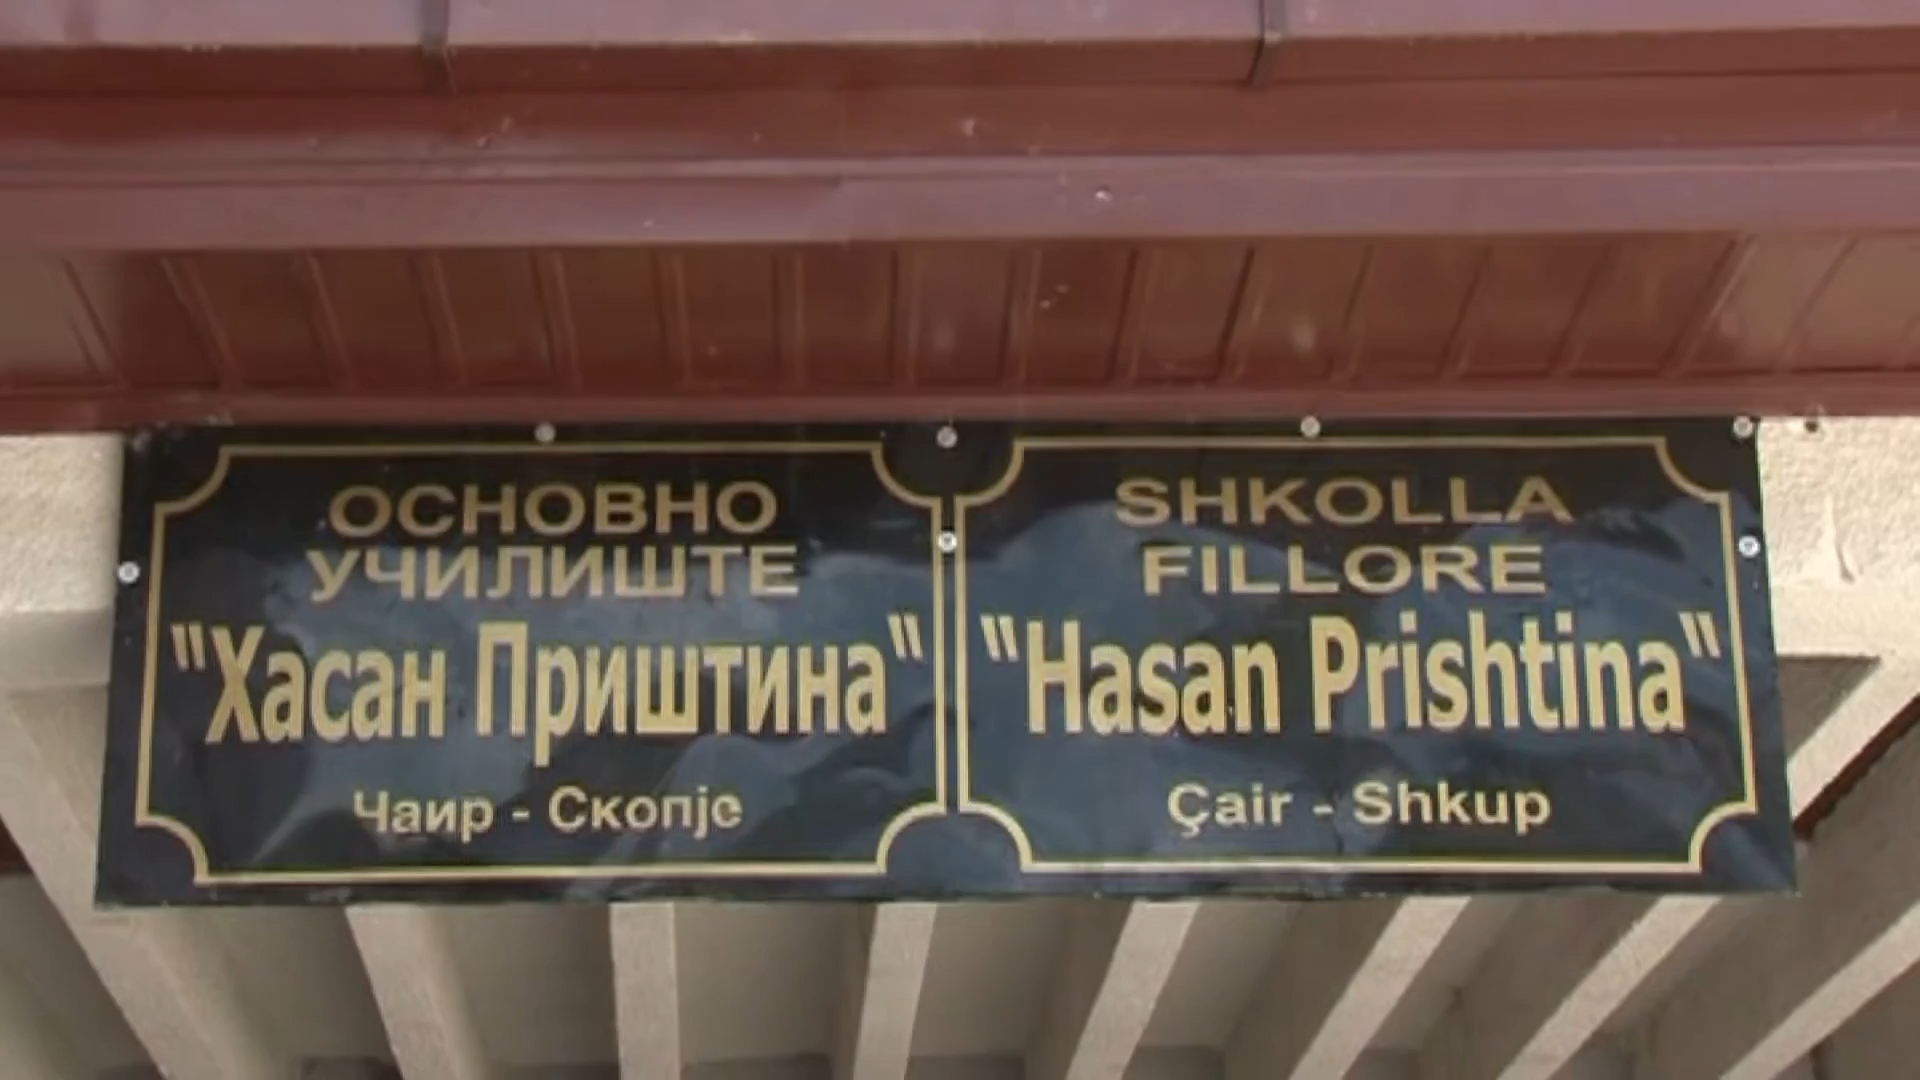 ОСНОВНО
УЧИЛИШТЕ
"Хасан Приштина"
Чаир - Скопје
SHKOLLA
FILLORE
"Hasan Prishtina"
Çair - Shkup